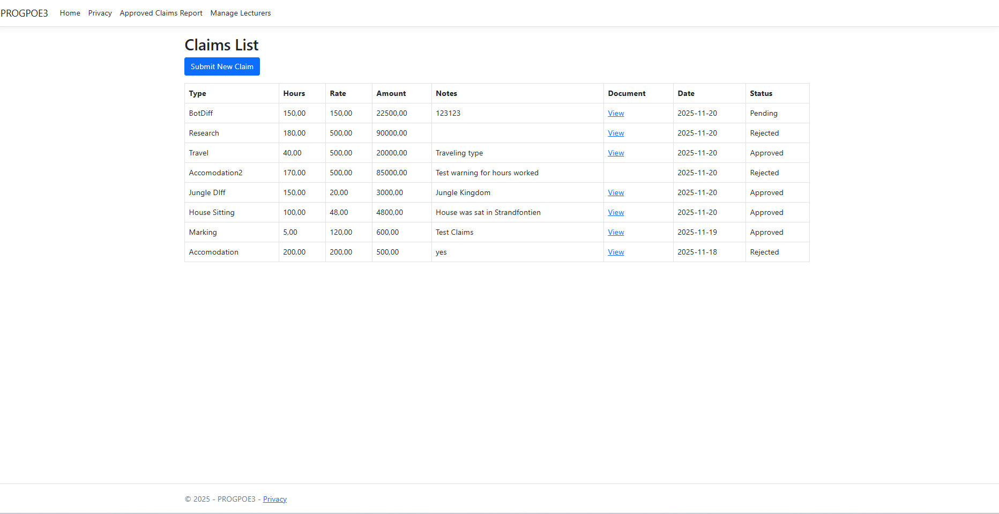 PROGPOE3 Home Privacy Approved Claims Report Manage Lecturers
Claims List
Submit New Claim
Type Hours Rate Amount Notes Document Date Status
BotDiff 150,00 150,00 22500,00 123123 View 2025-11-20 Pending
Research 180,00 500,00 90000,00 View 2025-11-20 Rejected
Travel 40,00 500,00 20000,00 Traveling type View 2025-11-20 Approved
Accomodation2 170,00 500,00 85000,00 Test warning for hours worked 2025-11-20 Rejected
Jungle DIff 150,00 20,00 3000,00 Jungle Kingdom View 2025-11-20 Approved
House Sitting 100,00 48,00 4800,00 House was sat in Strandfontien View 2025-11-20 Approved
Marking 5,00 120,00 600,00 Test Claims View 2025-11-19 Approved
Accomodation 200,00 200,00 500,00 yes View 2025-11-18 Rejected
© 2025 - PROGPOE3 - Privacy